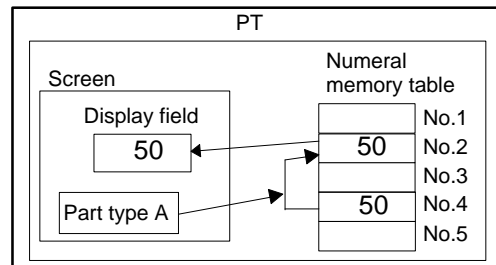 PT
Screen
Numeral
memory table
Display field
50
Part type A
No.1
50 No.2
No.3
50 No.4
No.5